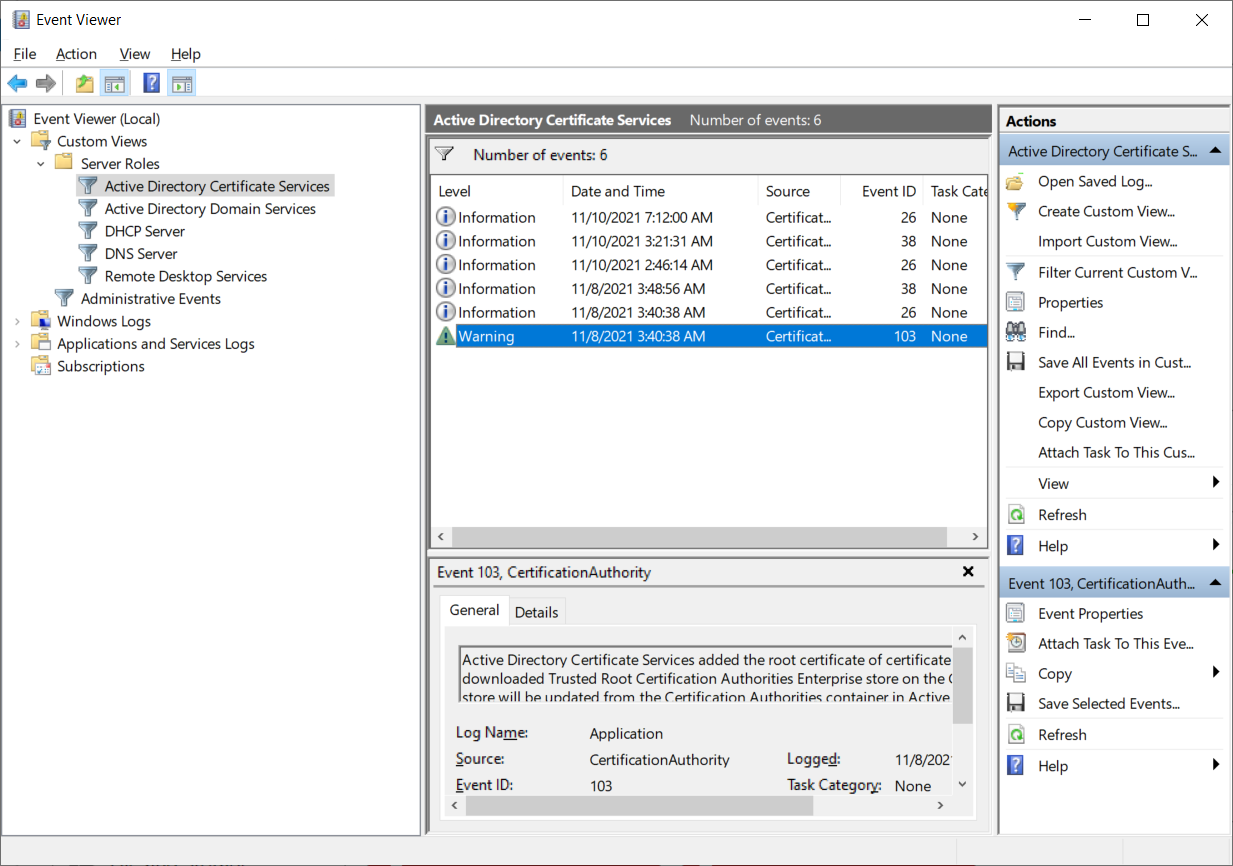 Event Viewer
File Action View Help
Event Viewer (Local)
Custom Views
Server Roles
Active Directory Certificate Services
Active Directory Domain Services
DHCP Server
DNS Server
Remote Desktop Services
Administrative Events
Windows Logs
Applications and Services Logs
Subscriptions
Active Directory Certificate Services Number of events: 6
Number of events: 6
Level Date and Time Source Event ID Task Cate
Information 11/10/2021 7:12:00 AM Certificat... 26 None
Information 11/10/2021 3:21:31 AM Certificat... 38 None
Information 11/10/2021 2:46:14 AM Certificat... 26 None
Information 11/8/2021 3:48:56 AM Certificat... 38 None
Information 11/8/2021 3:40:38 AM Certificat... 26 None
Warning 11/8/2021 3:40:38 AM Certificat... 103 None
Event 103, CertificationAuthority
General Details
Active Directory Certificate Services added the root certificate of certificate
downloaded Trusted Root Certification Authorities Enterprise store on the
store will be updated from the Certification Authorities container in Active
Log Name: Application
Source: CertificationAuthority Logged: 11/8/202
Event ID: 103 Task Category: None
Actions
Active Directory Certificate S...
Open Saved Log...
Create Custom View...
Import Custom View...
Filter Current Custom V...
Properties
Find...
Save All Events in Cust...
Export Custom View...
Copy Custom View...
Attach Task To This Cus...
View
Refresh
Help
Event 103, CertificationAuth...
Event Properties
Attach Task To This Eve...
Copy
Save Selected Events...
Refresh
Help